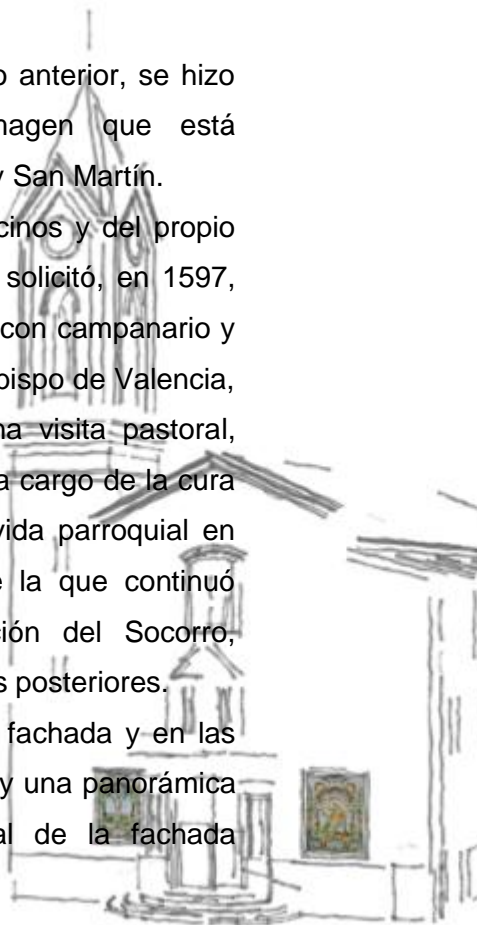 o anterior, se hizo
magen que está
y San Martín.
cinos y del propio
solicitó, en 1597,
con campanario y
bispo de Valencia,
na visita pastoral,
a cargo de la cura
vida parroquial en
e la que continuó
ción del Socorro,
s posteriores.
fachada y en las
y una panorámica
al de la fachada